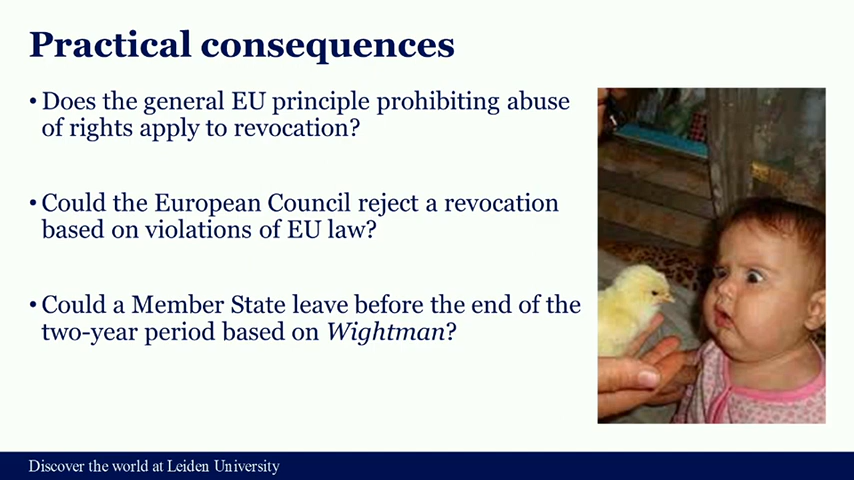 Practical consequences
• Does the general EU principle prohibiting abuse
of rights apply to revocation?
• Could the European Council reject a revocation
based on violations of EU law?
• Could a Member State leave before the end of the
two-year period based on Wightman?
Discover the world at Leiden University